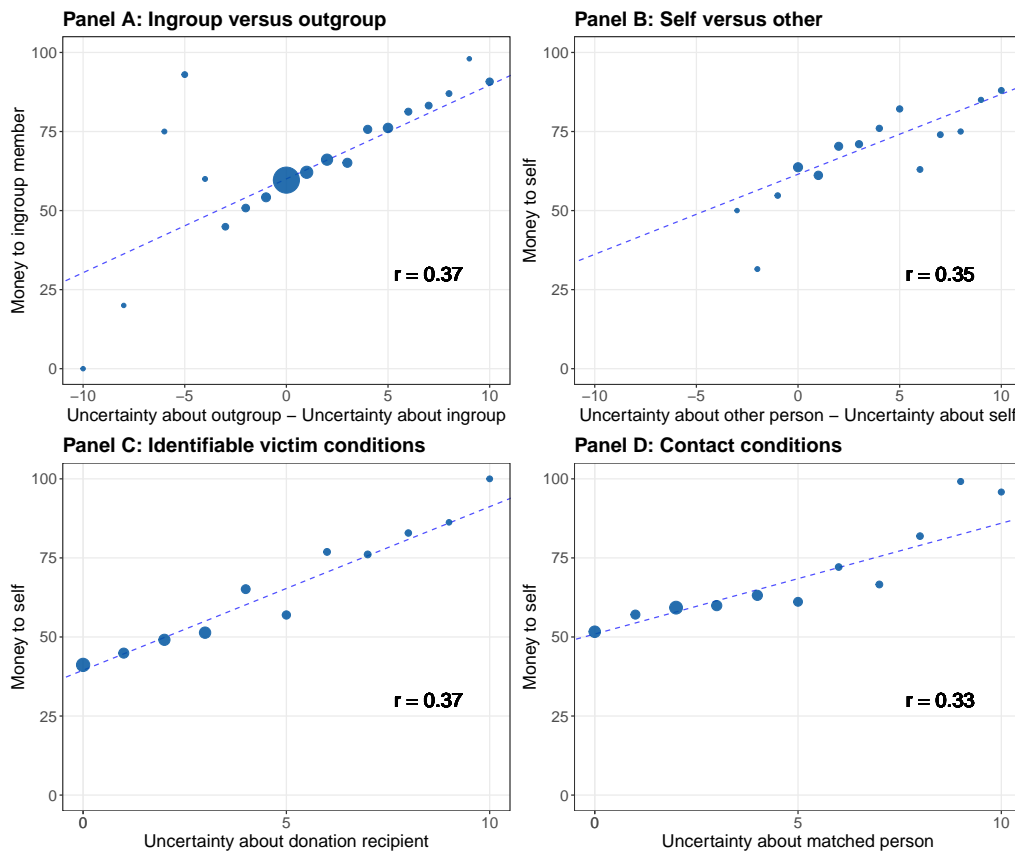 Panel A: Ingroup versus outgroup
Money to ingroup member
100
75
50
25
0
r = 0.37
−10
−5
0
5
10
Uncertainty about outgroup − Uncertainty about ingroup
Panel B: Self versus other
Money to self
100
75
50
25
0
r = 0.35
−10
−5
0
5
10
Uncertainty about other person − Uncertainty about self
Panel C: Identifiable victim conditions
Money to self
100
75
50
25
0
r = 0.37
0
5
10
Uncertainty about donation recipient
Panel D: Contact conditions
Money to self
100
75
50
25
0
r = 0.33
0
5
10
Uncertainty about matched person